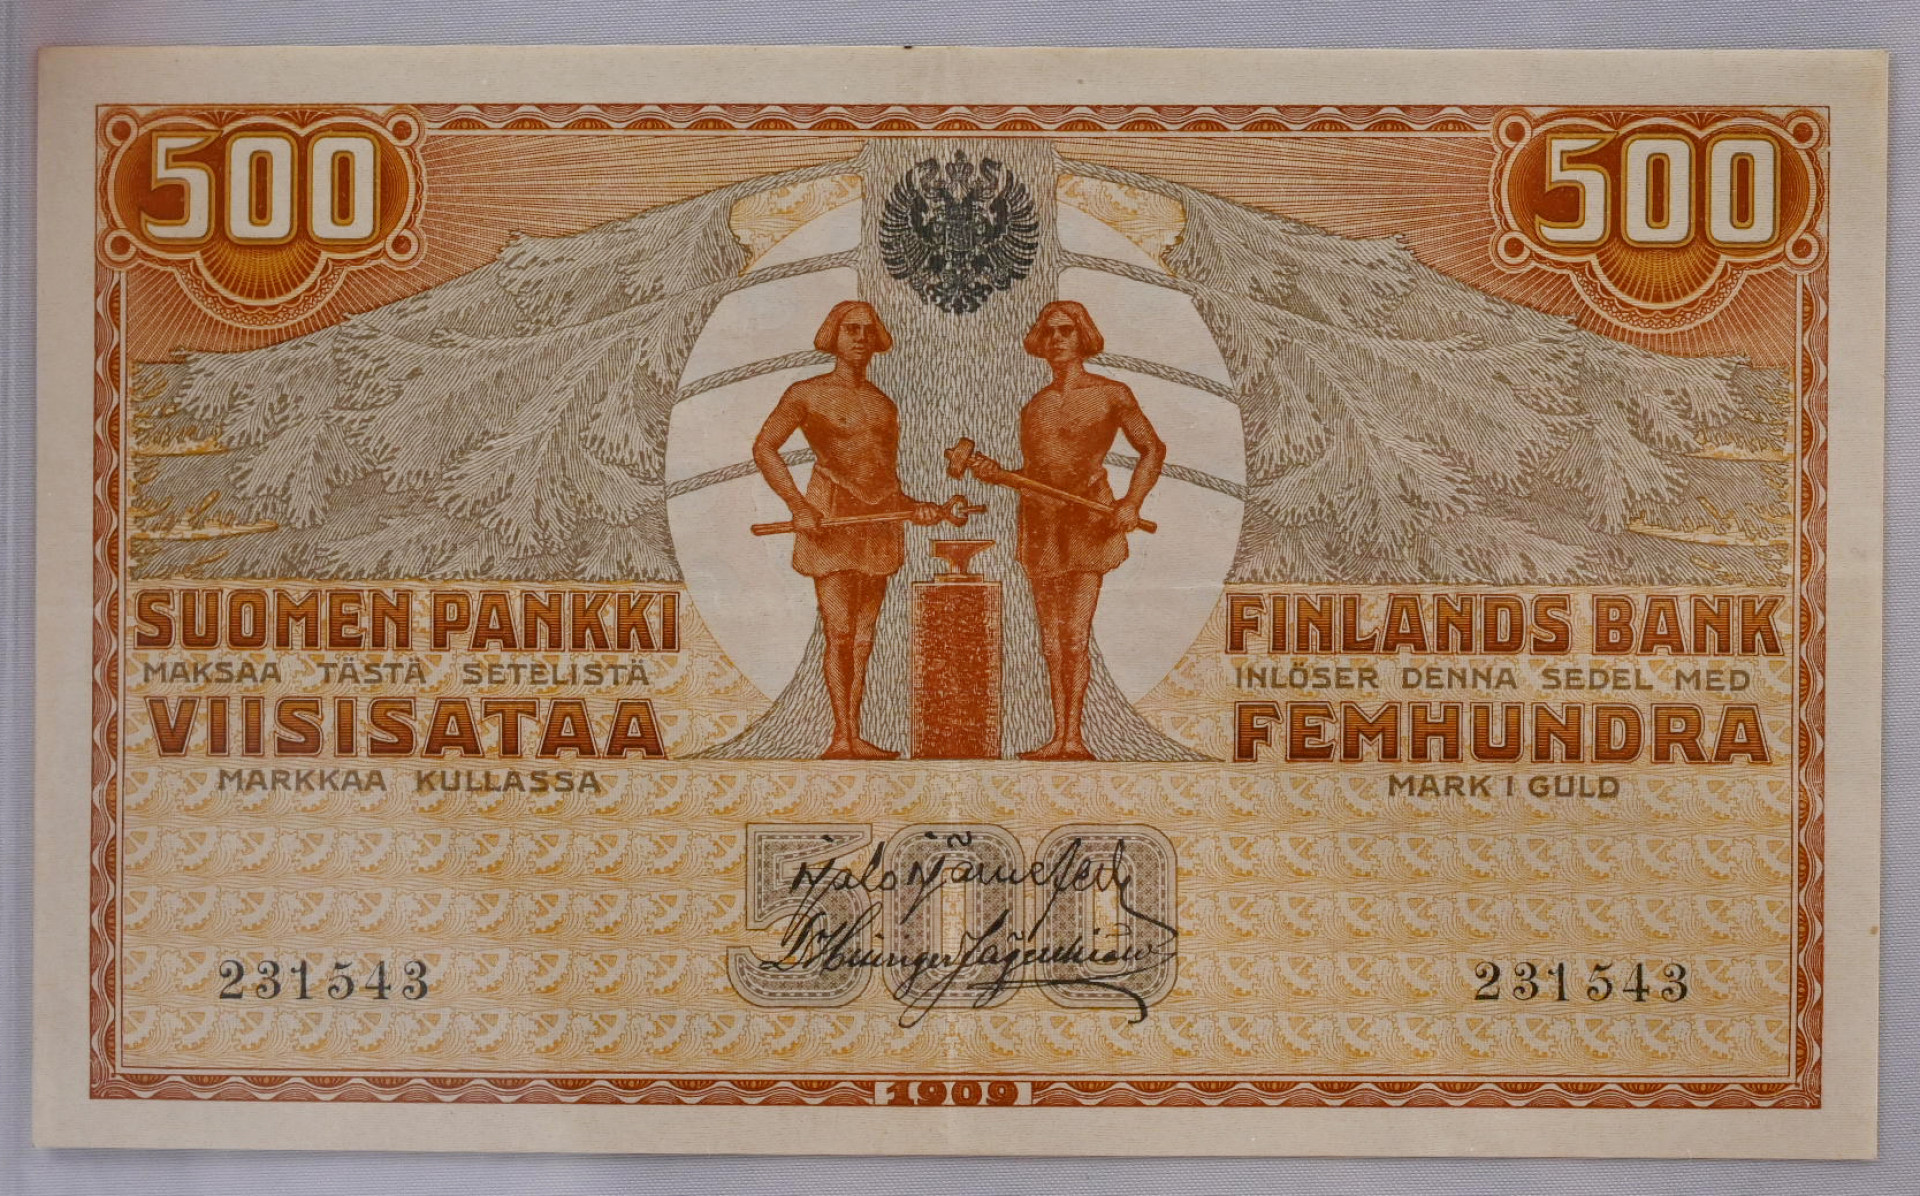 500 500
SUOMEN PANKKI
MAKSAA TÄSTÄ SETELISTÄ
VIISISATAA
MARKKAA KULLASSA
FINLANDS BANK
INLÖSER DENNA SEDEL MED
FEMHUNDRA
MARK I GULD
500
231543 231543
1909